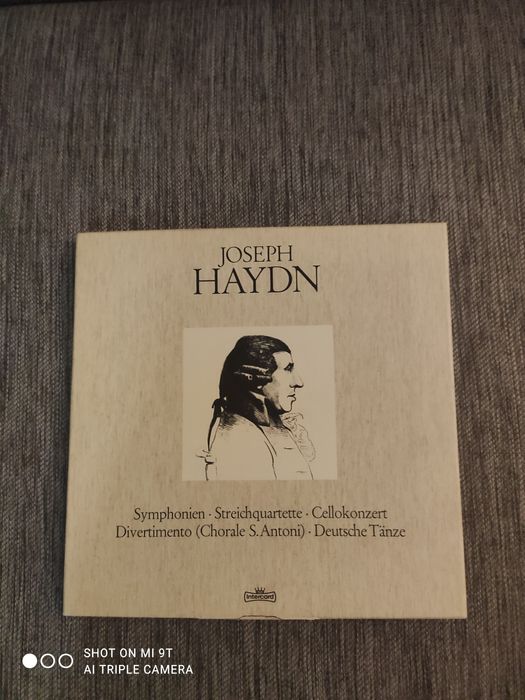 JOSEPH
HAYDN
Symphonien · Streichquartette · Cellokonzert
Divertimento (Chorale S. Antoni) · Deutsche Tänze
Intercord
SHOT ON MI 9T
AI TRIPLE CAMERA